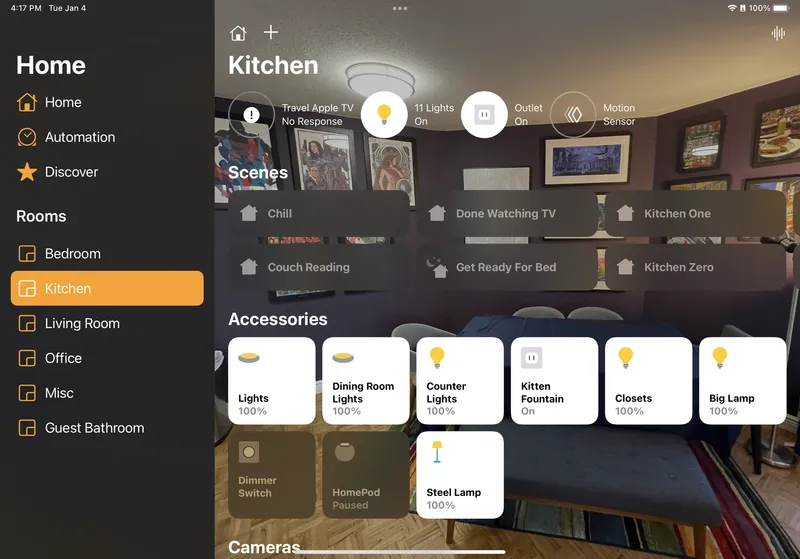 4:17 PM Tue Jan 4
100%
Home
Home
Automation
Discover
Rooms
Bedroom
Kitchen
Living Room
Office
Misc
Guest Bathroom
Kitchen
Travel Apple TV
No Response
11 Lights
On
Outlet
On
Motion
Sensor
Scenes
Chill
Done Watching TV
Kitchen One
Couch Reading
Get Ready For Bed
Kitchen Zero
Accessories
Lights
100%
Dining Room
Lights
100%
Counter
Lights
100%
Kitten
Fountain
On
Closets
100%
Big Lamp
100%
Dimmer
Switch
HomePod
Paused
Steel Lamp
100%
Cameras